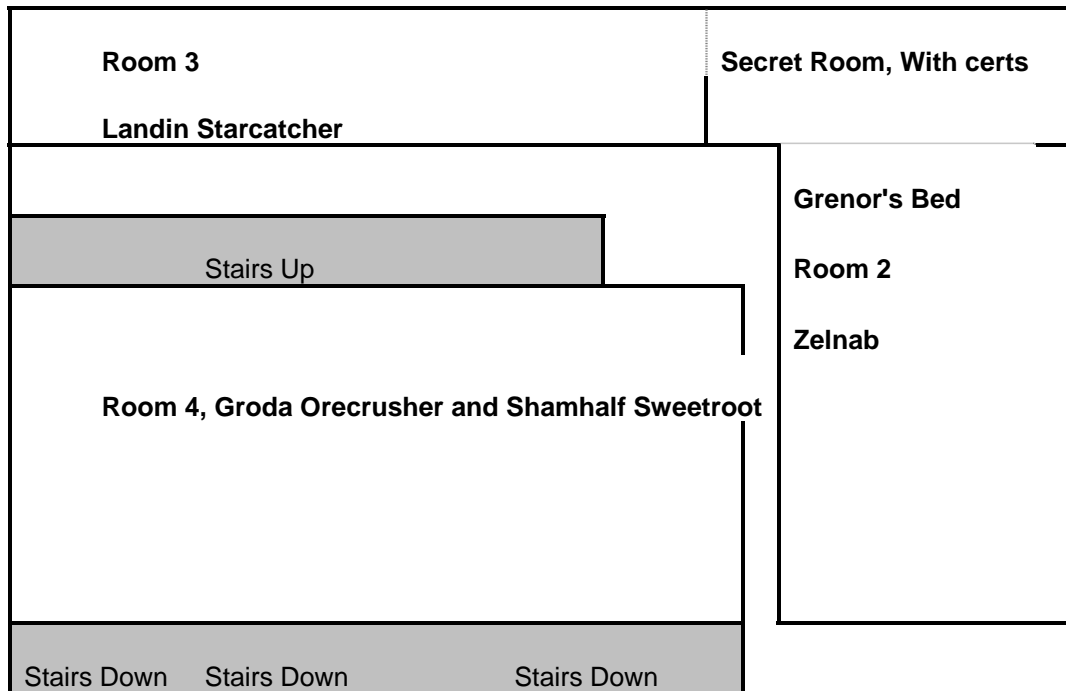 Room 3
Secret Room, With certs
Landin Starcatcher
Grenor's Bed
Stairs Up
Room 2
Zelnab
Room 4, Groda Orecrusher and Shamhalf Sweetroot
Stairs Down Stairs Down Stairs Down